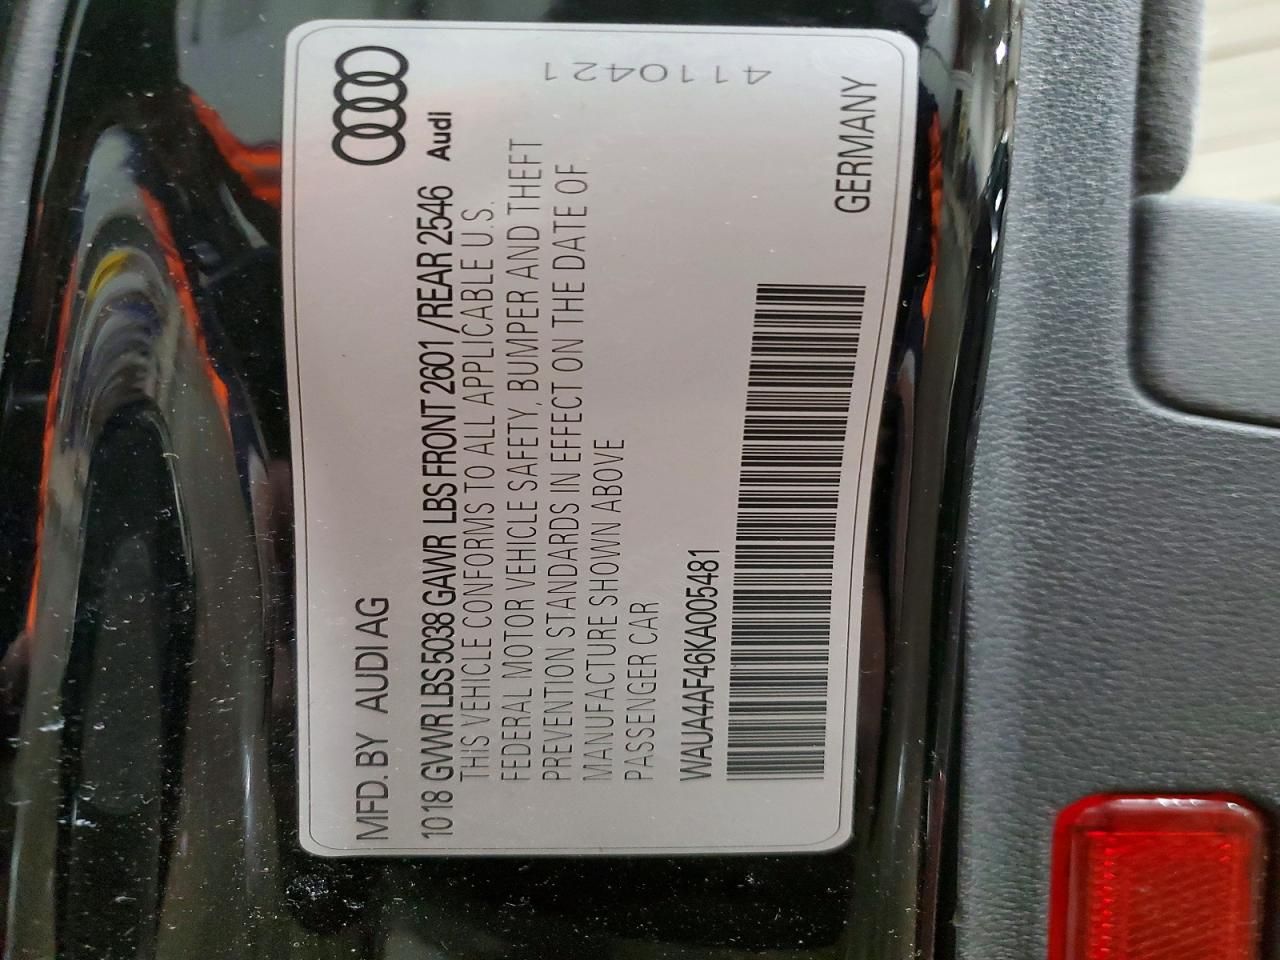 MFD. BY AUDI AG
1018 GVWR LBS 5038 GAWR LBS FRONT 2601 /REAR 2546 Audi
THIS VEHICLE CONFORMS TO ALL APPLICABLE U.S.
FEDERAL MOTOR VEHICLE SAFETY, BUMPER AND THEFT
PREVENTION STANDARDS IN EFFECT ON THE DATE OF
MANUFACTURE SHOWN ABOVE
PASSENGER CAR
WAUA4AF46KA005481
GERMANY
4110421